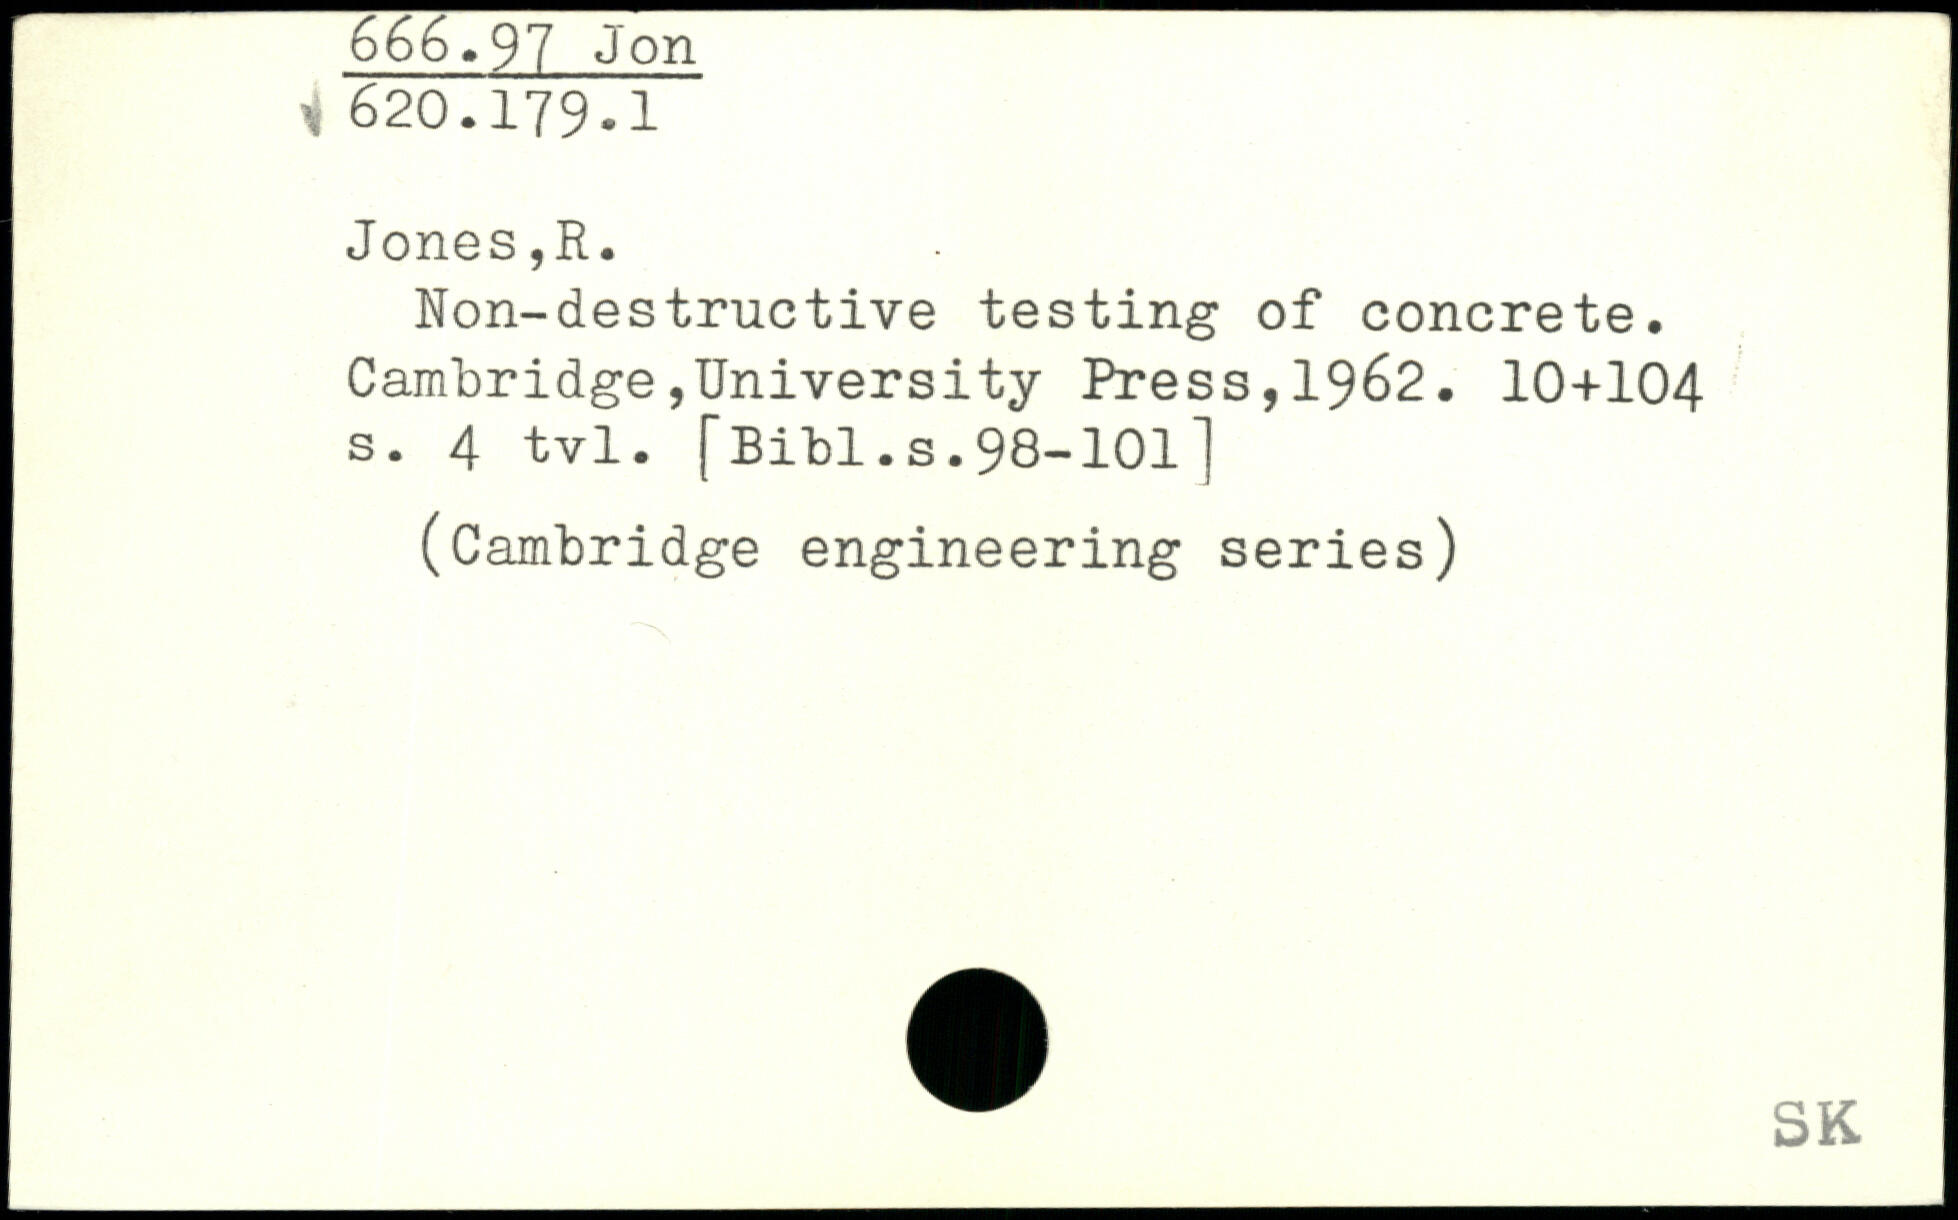 666.97 Jon
620.179.1
Jones,R.
Non-destructive testing of concrete.
Cambridge,University Press,1962. 10+104
s. 4 tvl. [Bibl.s.98-101]
(Cambridge engineering series)
SK